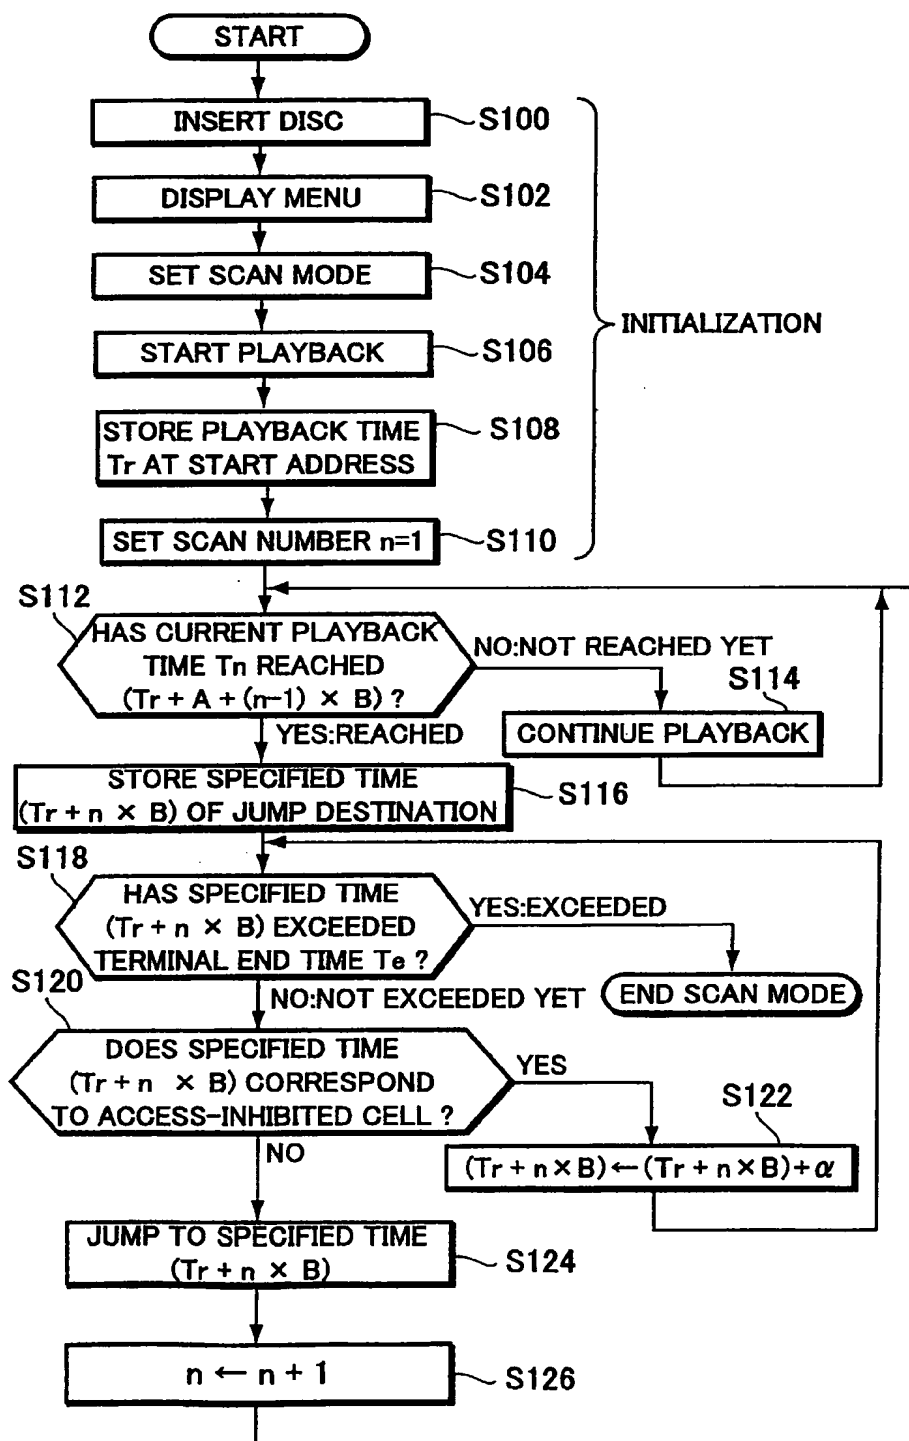 START
INSERT DISC
S100
DISPLAY MENU
S102
SET SCAN MODE
S104
START PLAYBACK
S106
STORE PLAYBACK TIME
Tr AT START ADDRESS
S108
SET SCAN NUMBER n=1
S110
INITIALIZATION
S112
HAS CURRENT PLAYBACK
TIME Tn REACHED
(Tr + A + (n-1) × B) ?
NO:NOT REACHED YET
S114
CONTINUE PLAYBACK
YES:REACHED
STORE SPECIFIED TIME
(Tr + n × B) OF JUMP DESTINATION
S116
S118
HAS SPECIFIED TIME
(Tr + n × B) EXCEEDED
TERMINAL END TIME Te ?
YES:EXCEEDED
END SCAN MODE
NO:NOT EXCEEDED YET
S120
DOES SPECIFIED TIME
(Tr + n × B) CORRESPOND
TO ACCESS-INHIBITED CELL ?
YES
S122
(Tr + n × B) ← (Tr + n × B) + α
NO
JUMP TO SPECIFIED TIME
(Tr + n × B)
S124
n ← n + 1
S126